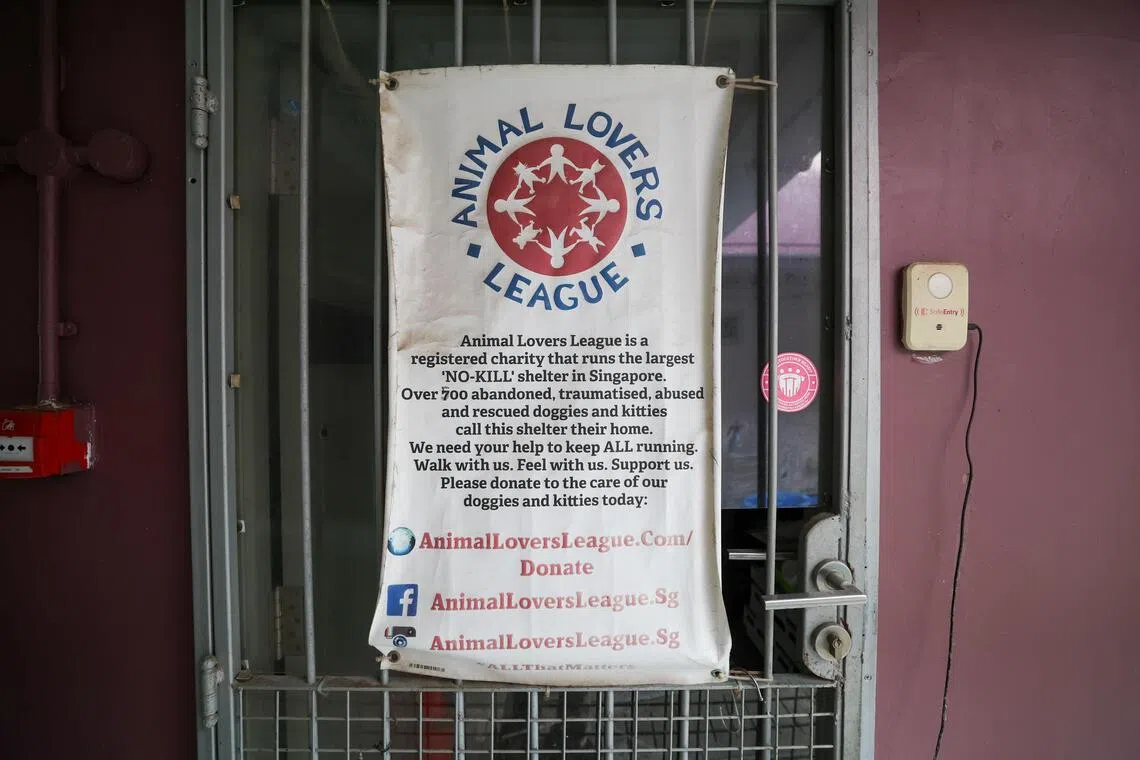 ANIMAL LOVERS
LEAGUE
Animal Lovers League is a
registered charity that runs the largest
'NO-KILL' shelter in Singapore.
Over 700 abandoned, traumatised, abused
and rescued doggies and kitties
call this shelter their home.
We need your help to keep ALL running.
Walk with us. Feel with us. Support us.
Please donate to the care of our
doggies and kitties today:
AnimalLoversLeague.Com/
Donate
AnimalLoversLeague.Sg
AnimalLoversLeague.Sg
ALLThatMatters
SafeEntry